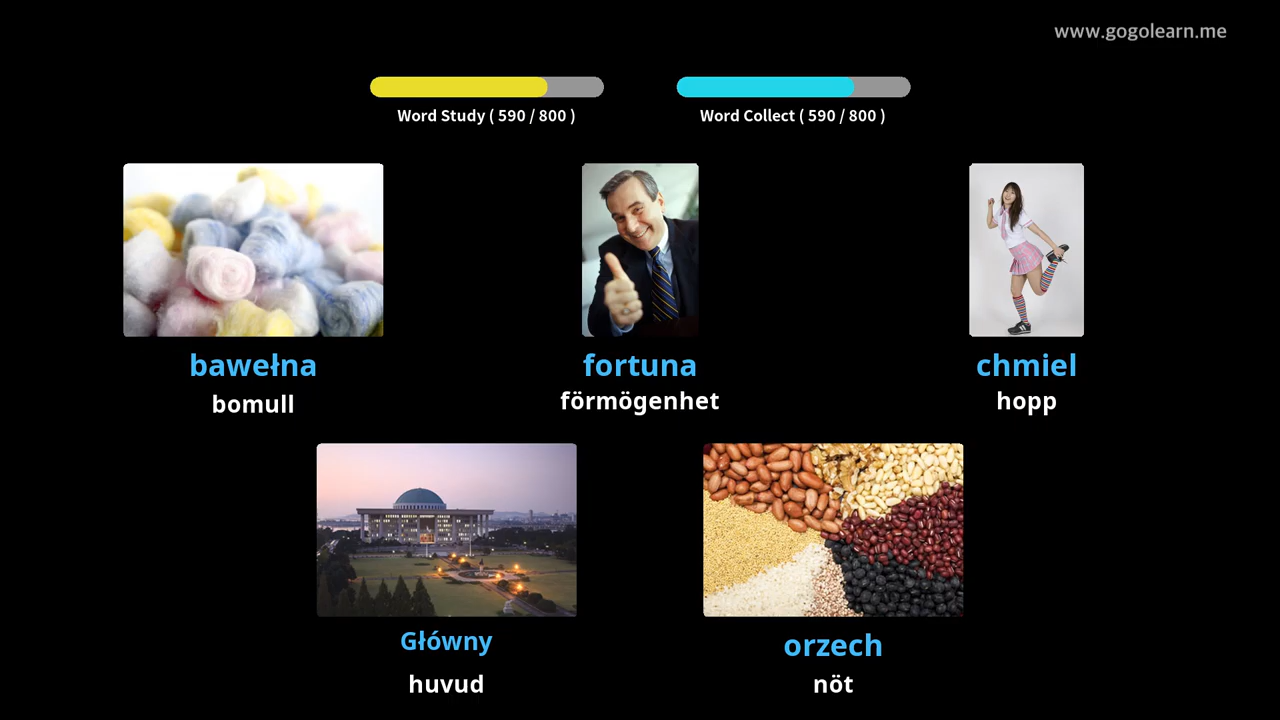 www.gogolearn.me
Word Study ( 590 / 800 )
Word Collect ( 590 / 800 )
bawełna
bomull
fortuna
förmögenhet
chmiel
hopp
Główny
huvud
orzech
nöt